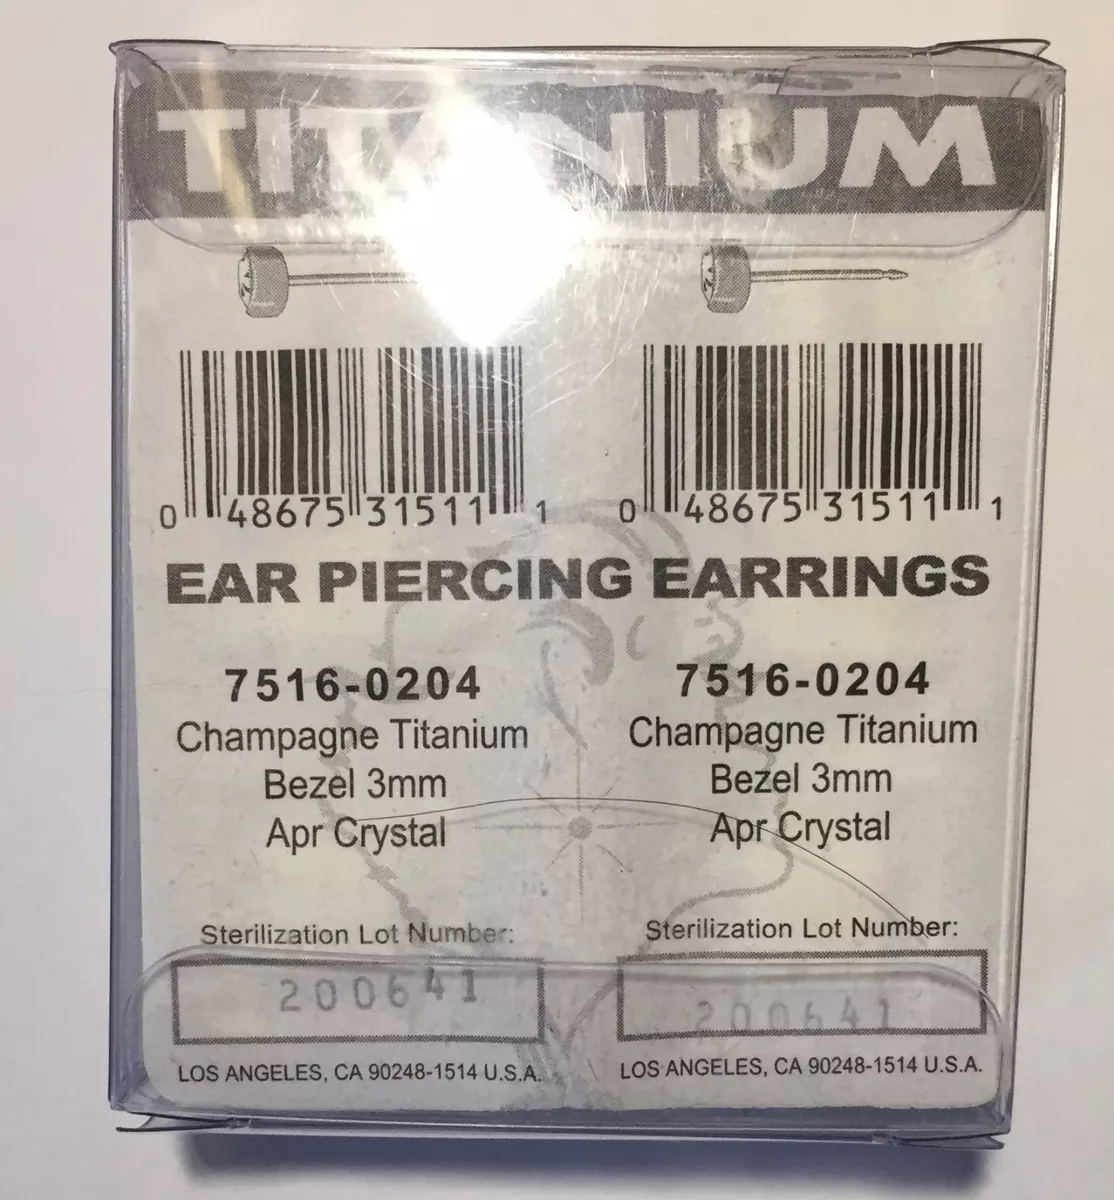 TITANIUM
0 48675 31511 1
0 48675 31511 1
EAR PIERCING EARRINGS
7516-0204
Champagne Titanium
Bezel 3mm
Apr Crystal
Sterilization Lot Number:
200641
LOS ANGELES, CA 90248-1514 U.S.A.
7516-0204
Champagne Titanium
Bezel 3mm
Apr Crystal
Sterilization Lot Number:
200641
LOS ANGELES, CA 90248-1514 U.S.A.